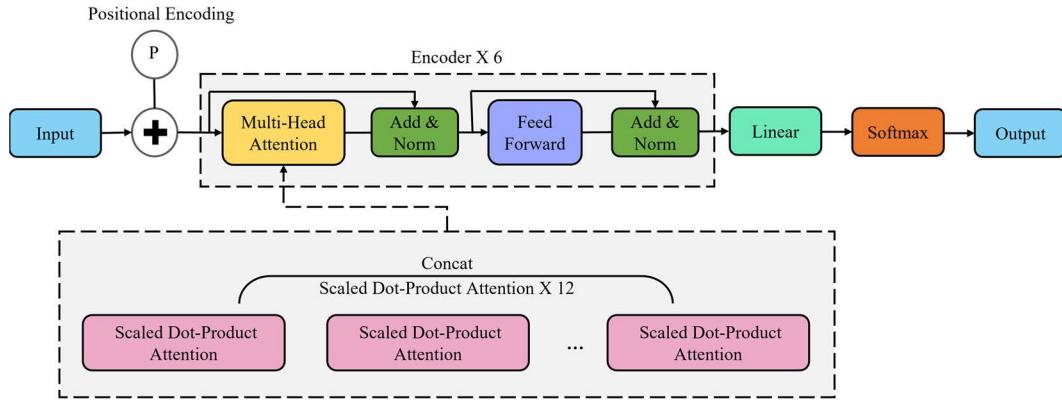 Positional Encoding
P
Encoder X 6
Input
Multi-Head
Attention
Add &
Norm
Feed
Forward
Add &
Norm
Linear
Softmax
Output
Concat
Scaled Dot-Product Attention X 12
Scaled Dot-Product
Attention
Scaled Dot-Product
Attention
...
Scaled Dot-Product
Attention